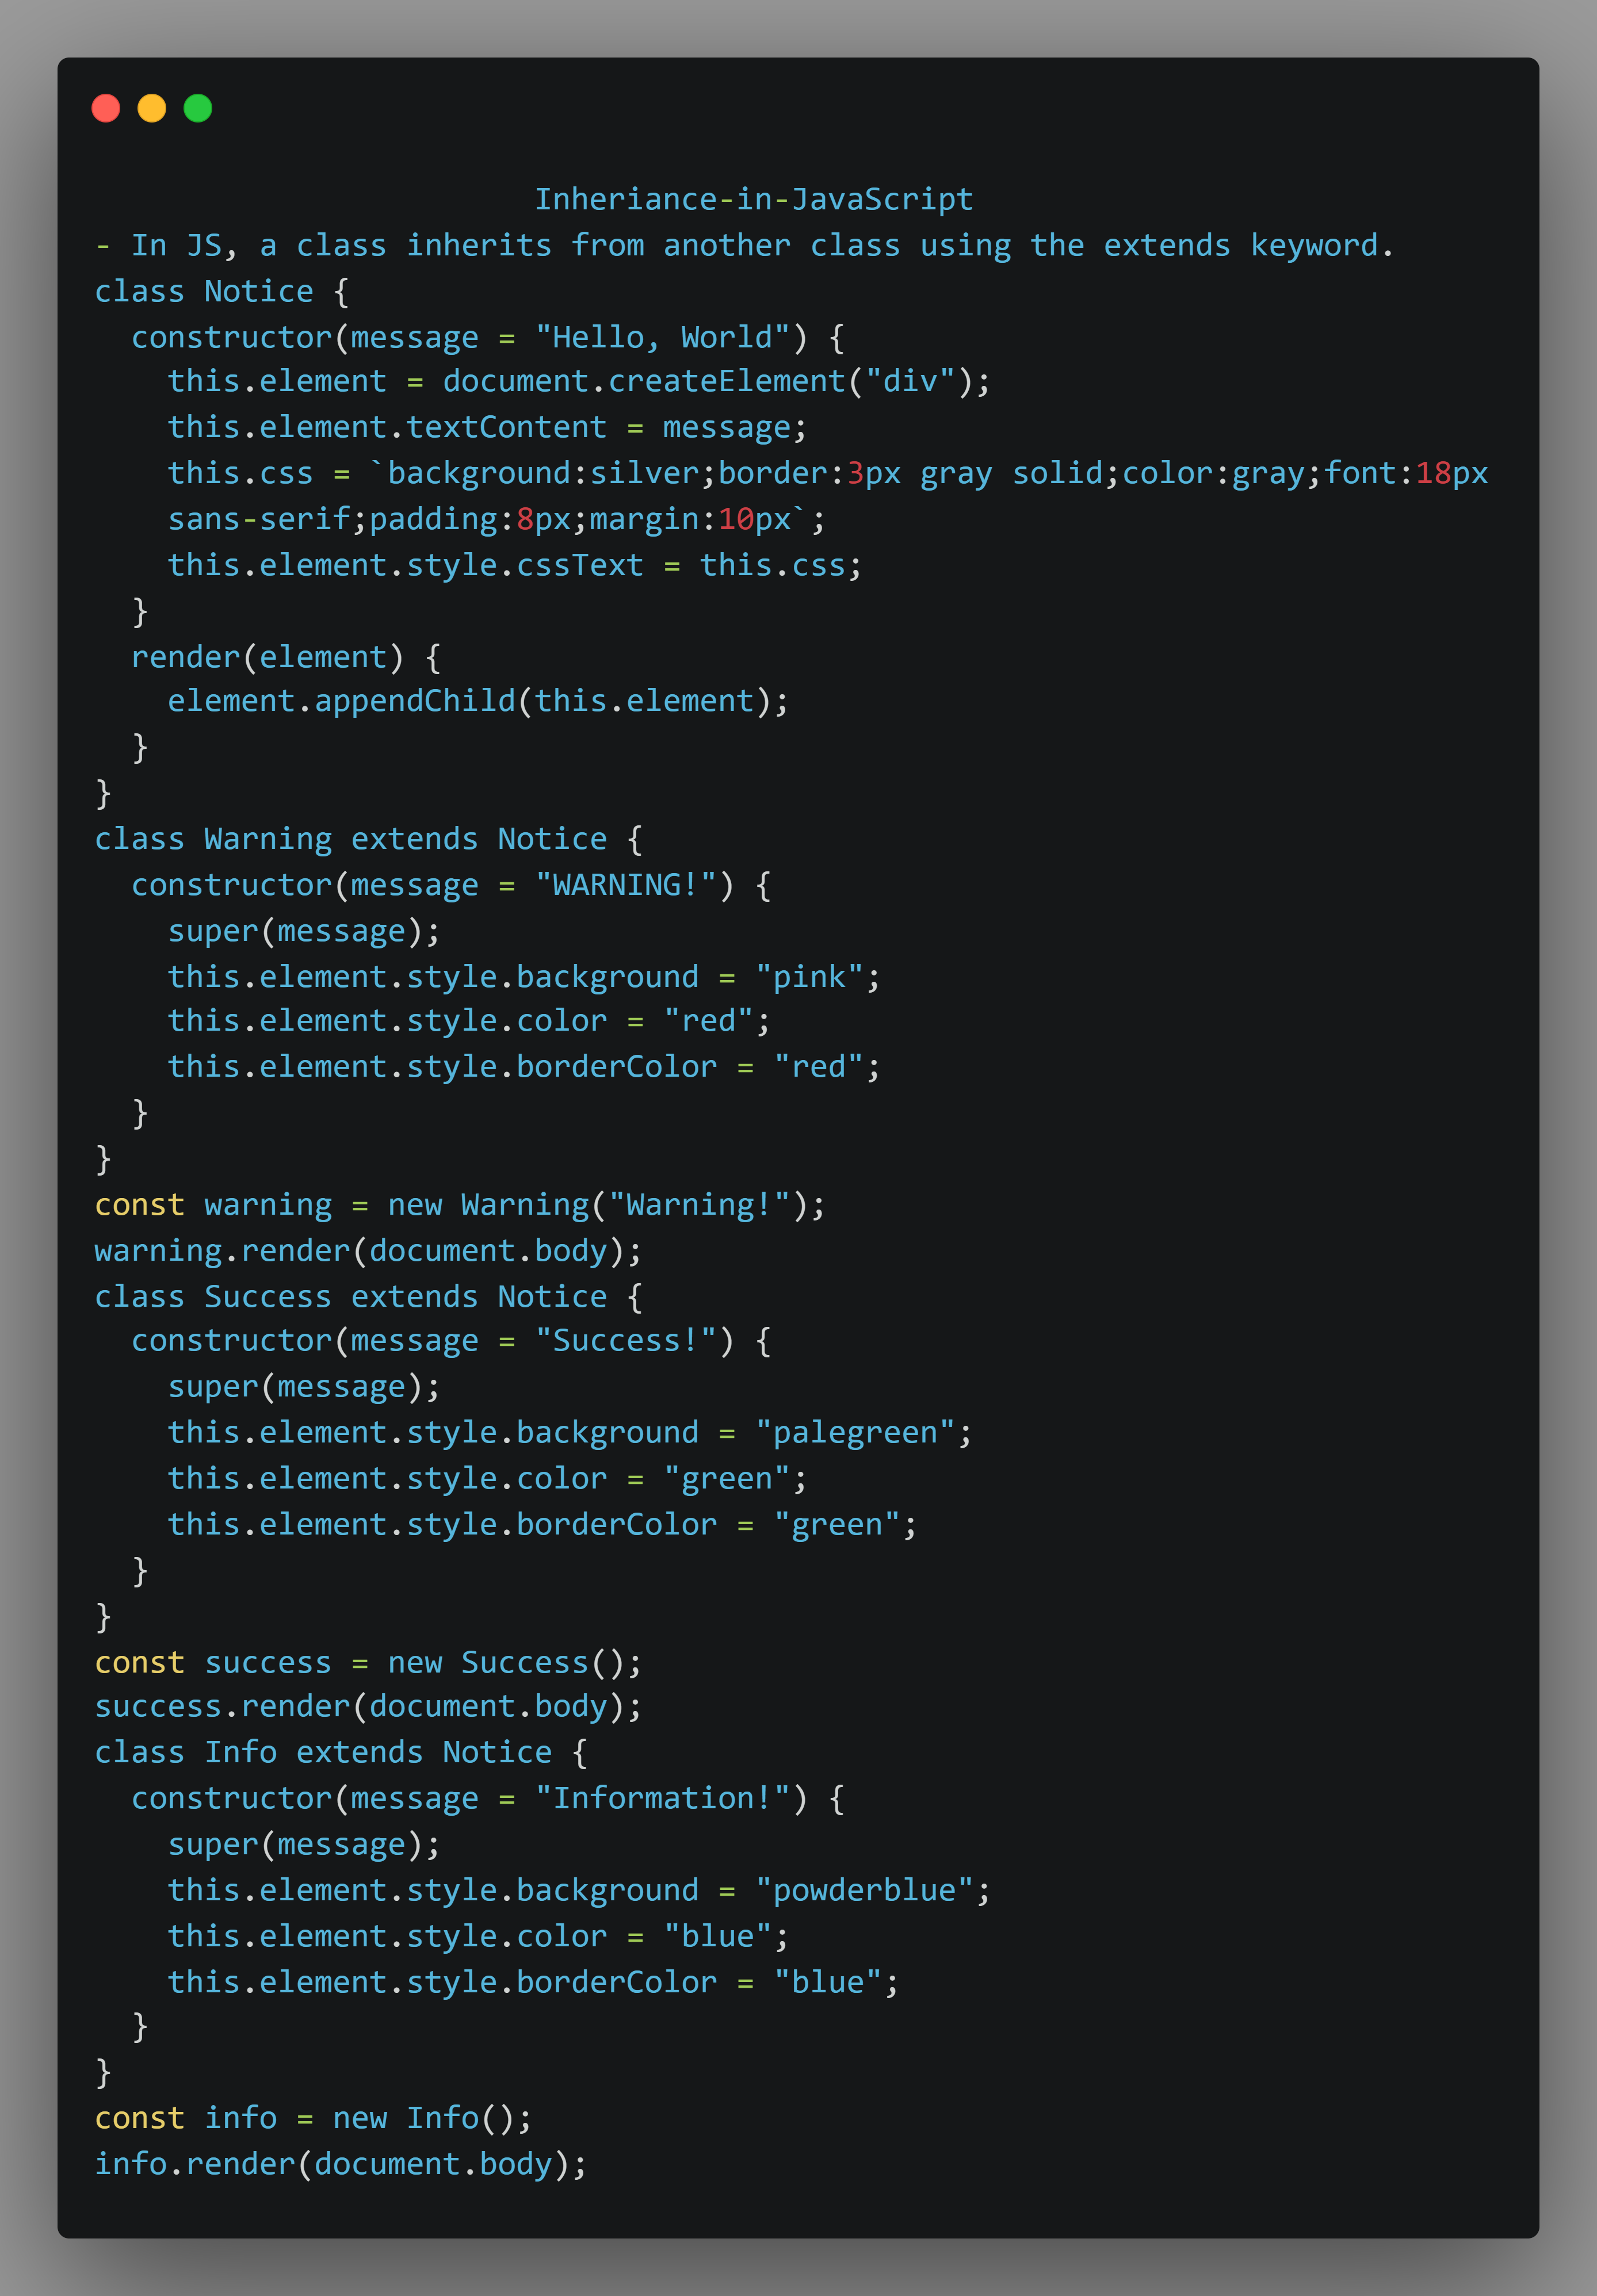 Inheriance-in-JavaScript
- In JS, a class inherits from another class using the extends keyword.
class Notice {
  constructor(message = "Hello, World") {
    this.element = document.createElement("div");
    this.element.textContent = message;
    this.css = `background:silver;border:3px gray solid;color:gray;font:18px
    sans-serif;padding:8px;margin:10px`;
    this.element.style.cssText = this.css;
  }
  render(element) {
    element.appendChild(this.element);
  }
}
class Warning extends Notice {
  constructor(message = "WARNING!") {
    super(message);
    this.element.style.background = "pink";
    this.element.style.color = "red";
    this.element.style.borderColor = "red";
  }
}
const warning = new Warning("Warning!");
warning.render(document.body);
class Success extends Notice {
  constructor(message = "Success!") {
    super(message);
    this.element.style.background = "palegreen";
    this.element.style.color = "green";
    this.element.style.borderColor = "green";
  }
}
const success = new Success();
success.render(document.body);
class Info extends Notice {
  constructor(message = "Information!") {
    super(message);
    this.element.style.background = "powderblue";
    this.element.style.color = "blue";
    this.element.style.borderColor = "blue";
  }
}
const info = new Info();
info.render(document.body);